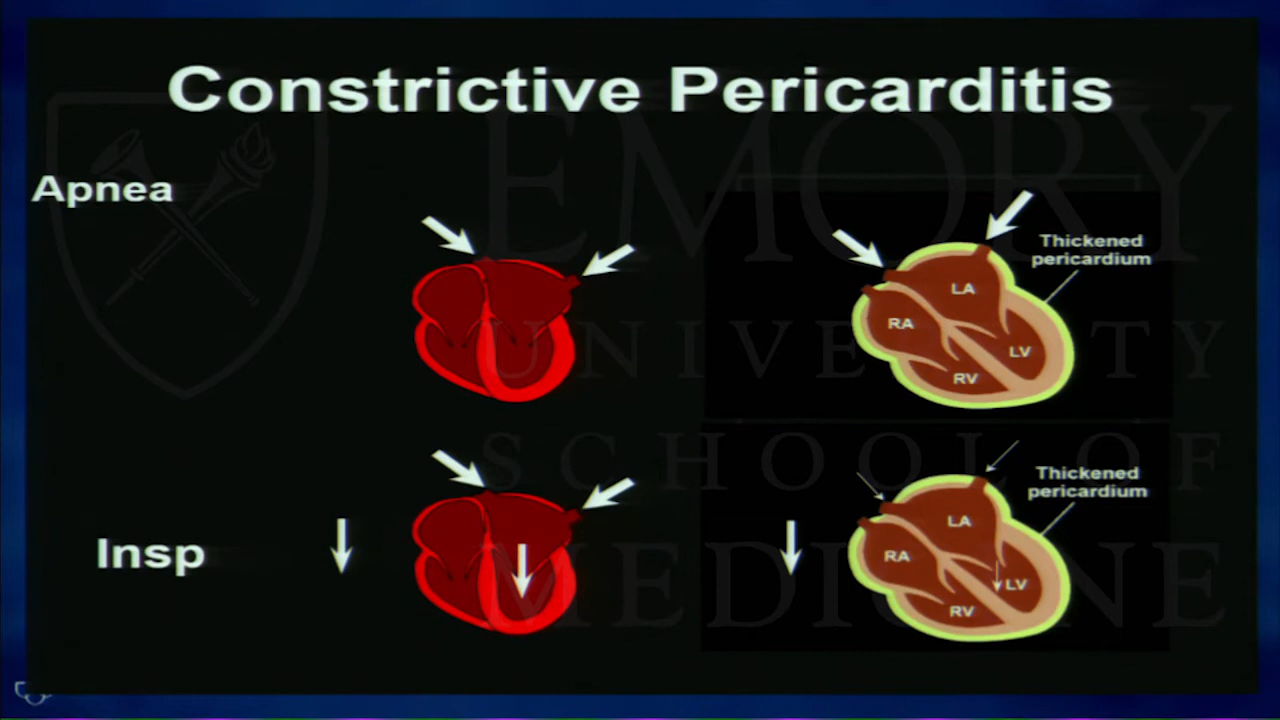 Constrictive Pericarditis
EMORY
UNIVERSITY
SCHOOL OF
MEDICINE
Apnea
Thickened
pericardium
LA
RA
LV
RV
Insp
Thickened
pericardium
LA
RA
LV
RV